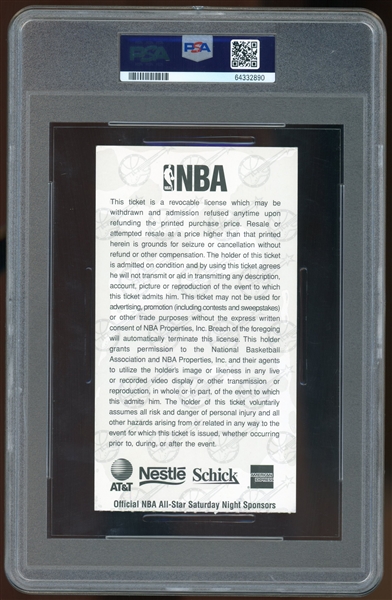 PSA
PSA
64332890
NBA
This ticket is a revocable license which may be
withdrawn and admission refused anytime upon
refunding the printed purchase price. Resale or
attempted resale at a price higher than that printed
herein is grounds for seizure or cancellation without
refund or other compensation. The holder of this ticket
is admitted on condition and by using this ticket agrees
he will not transmit or aid in transmitting any description,
account, picture or reproduction of the event to which
this ticket admits him. This ticket may not be used for
advertising, promotion (including contests and sweepstakes)
or other trade purposes without the express written
consent of NBA Properties, Inc. Breach of the foregoing
will automatically terminate this license. This holder
grants permission to the National Basketball
Association and NBA Properties, Inc. and their agents
to utilize the holder's image or likeness in any live
or recorded video display or other transmission or
reproduction, in whole or in part, of the event to which
this admits him. The holder of this ticket voluntarily
assumes all risk and danger of personal injury and all
other hazards arising from or related in any way to the
event for which this ticket is issued, whether occurring
prior to, during, or after the event.
AT&T Nestlé Schick AMERICAN EXPRESS
Official NBA All-Star Saturday Night Sponsors